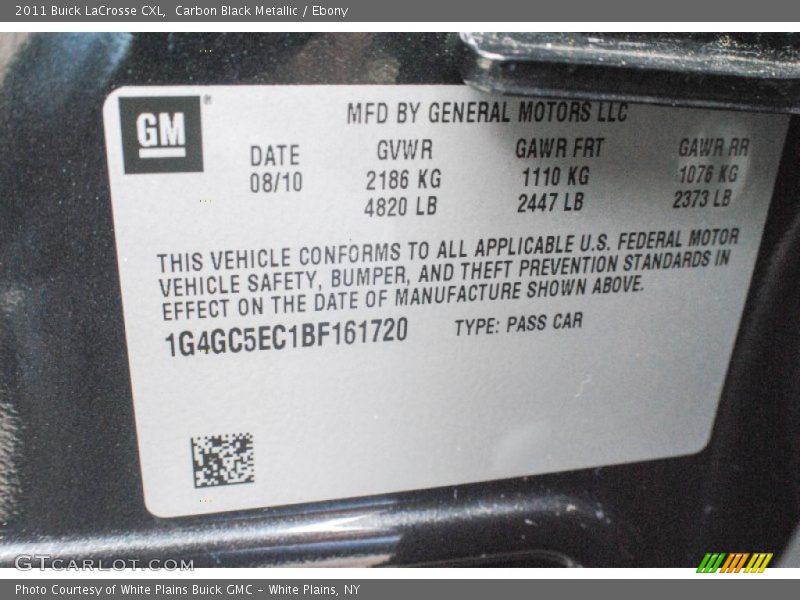 2011 Buick LaCrosse CXL, Carbon Black Metallic / Ebony
GM
MFD BY GENERAL MOTORS LLC
DATE GVWR GAWR FRT GAWR RR
08/10 2186 KG 1110 KG 1076 KG
4820 LB 2447 LB 2373 LB
THIS VEHICLE CONFORMS TO ALL APPLICABLE U.S. FEDERAL MOTOR
VEHICLE SAFETY, BUMPER, AND THEFT PREVENTION STANDARDS IN
EFFECT ON THE DATE OF MANUFACTURE SHOWN ABOVE.
1G4GC5EC1BF161720 TYPE: PASS CAR
GTCARLOT.COM
Photo Courtesy of White Plains Buick GMC - White Plains, NY